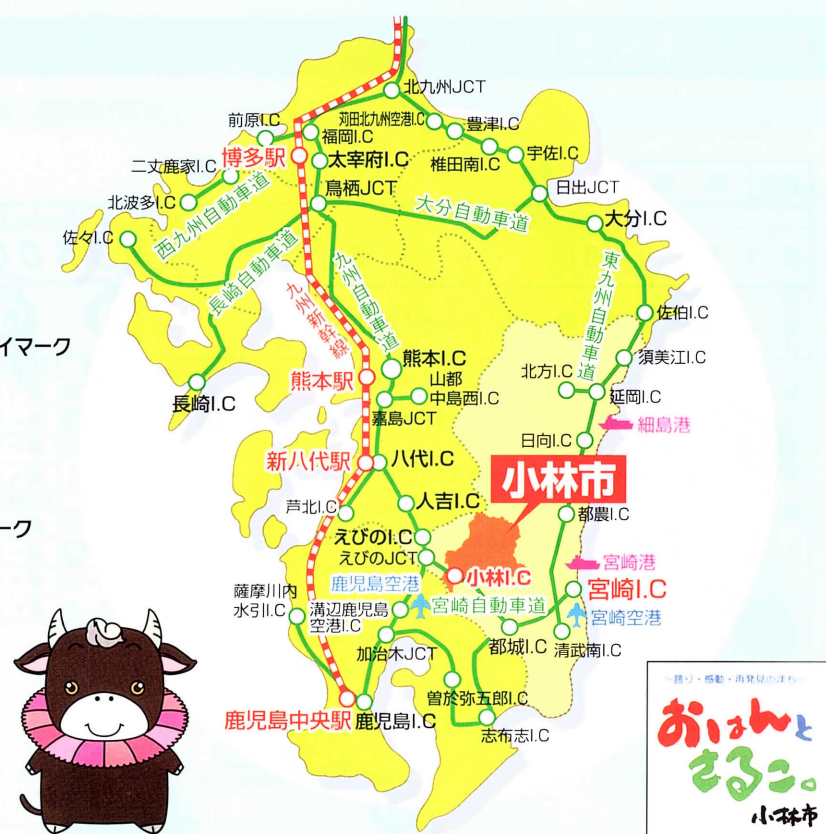 北九州JCT
前原I.C
苅田北九州空港I.C
豊津I.C
福岡I.C
博多駅
太宰府I.C
椎田南I.C
宇佐I.C
二丈鹿家I.C
鳥栖JCT
日出JCT
北波多I.C
西九州自動車道
大分自動車道
大分I.C
佐々I.C
長崎自動車道
九州自動車道
九州新幹線
東九州自動車道
佐伯I.C
イマーク
熊本I.C
須美江I.C
熊本駅
山都
中島西I.C
北方I.C
延岡I.C
長崎I.C
嘉島JCT
細島港
日向I.C
新八代駅
八代I.C
小林市
人吉I.C
芦北I.C
都農I.C
ーク
えびのI.C
えびのJCT
宮崎港
小林I.C
鹿児島空港
宮崎I.C
薩摩川内
水引I.C
溝辺鹿児島
空港I.C
宮崎自動車道
宮崎空港
加治木JCT
都城I.C
清武南I.C
曽於弥五郎I.C
鹿児島中央駅
鹿児島I.C
志布志I.C
~誇り・感動・再発見のまち~
おはんと
さるこ。
小林市